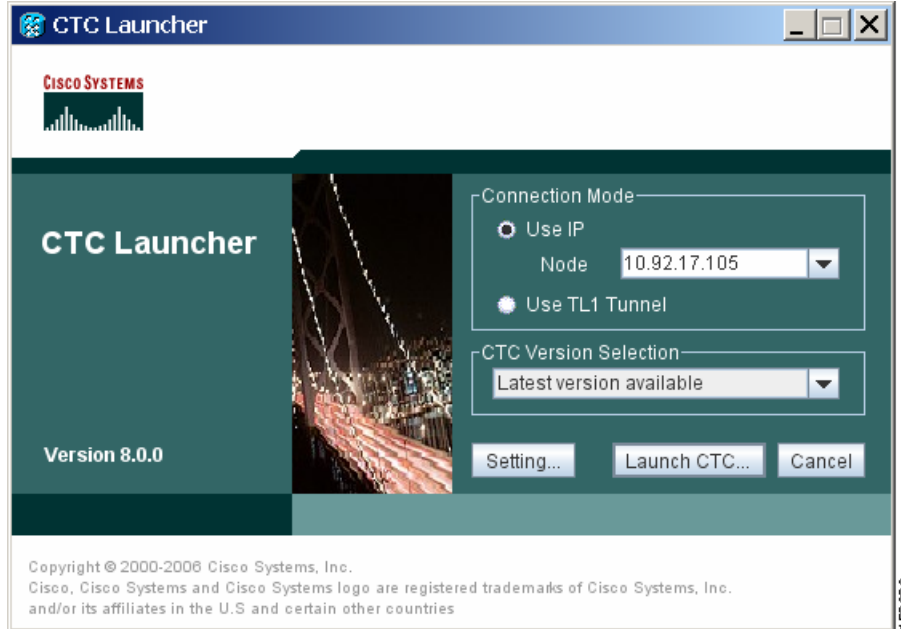 CTC Launcher
CISCO SYSTEMS
CTC Launcher
Version 8.0.0
Connection Mode
Use IP
Node 10.92.17.105
Use TL1 Tunnel
CTC Version Selection
Latest version available
Setting... Launch CTC... Cancel
Copyright © 2000-2006 Cisco Systems, Inc.
Cisco, Cisco Systems and Cisco Systems logo are registered trademarks of Cisco Systems, Inc.
and/or its affiliates in the U.S and certain other countries